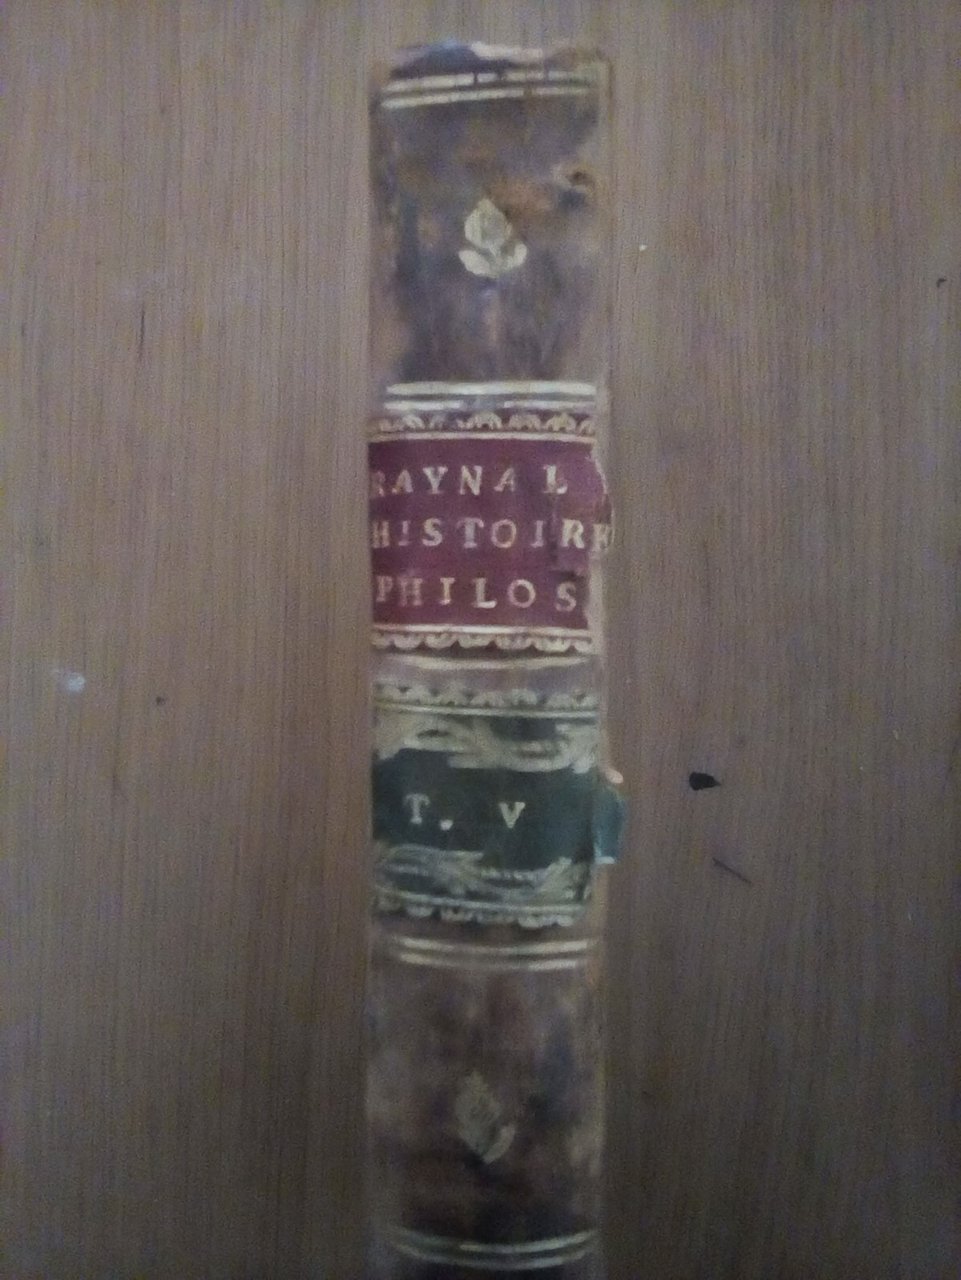 RAYNAL
HISTOIRE
PHILOS
T. V